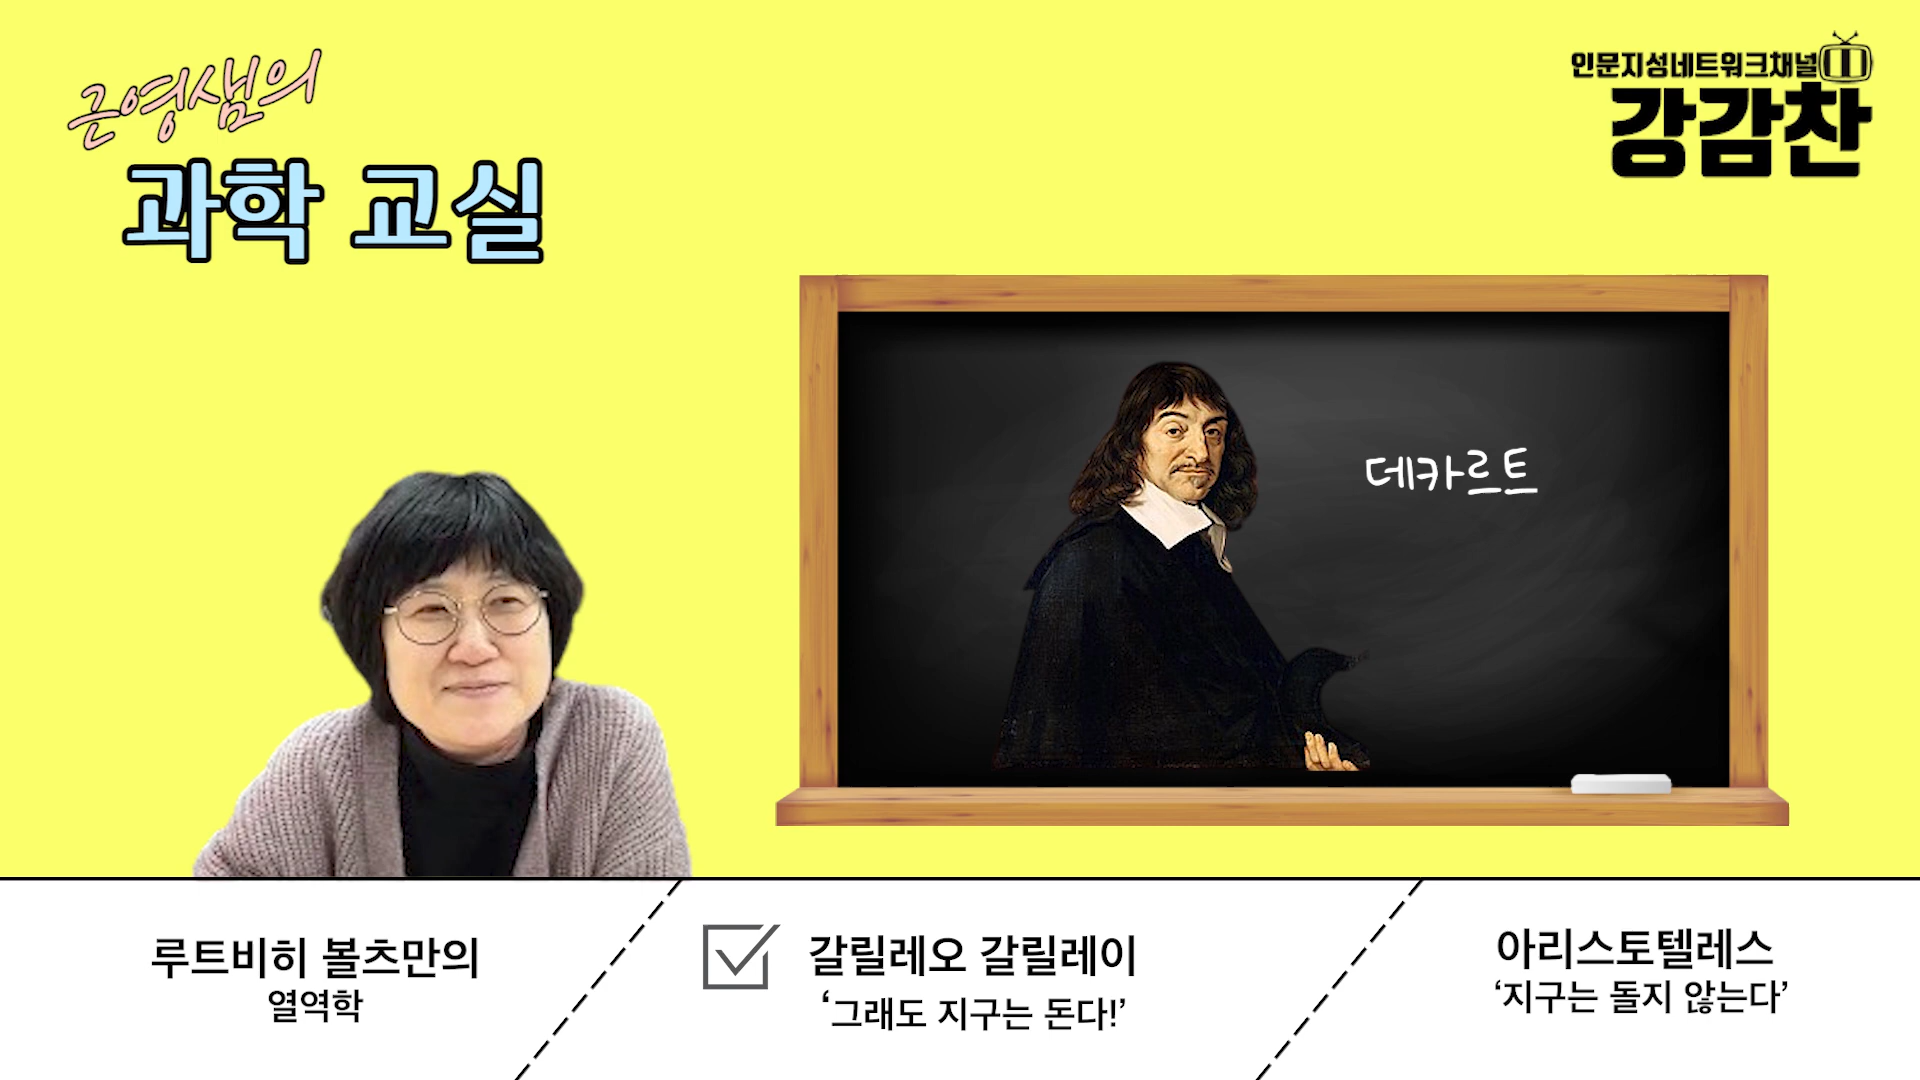 근영샘의
과학 교실
인문지성네트워크채널
강감찬
데카르트
루트비히 볼츠만의
열역학
갈릴레오 갈릴레이
‘그래도 지구는 돈다!’
아리스토텔레스
‘지구는 돌지 않는다’